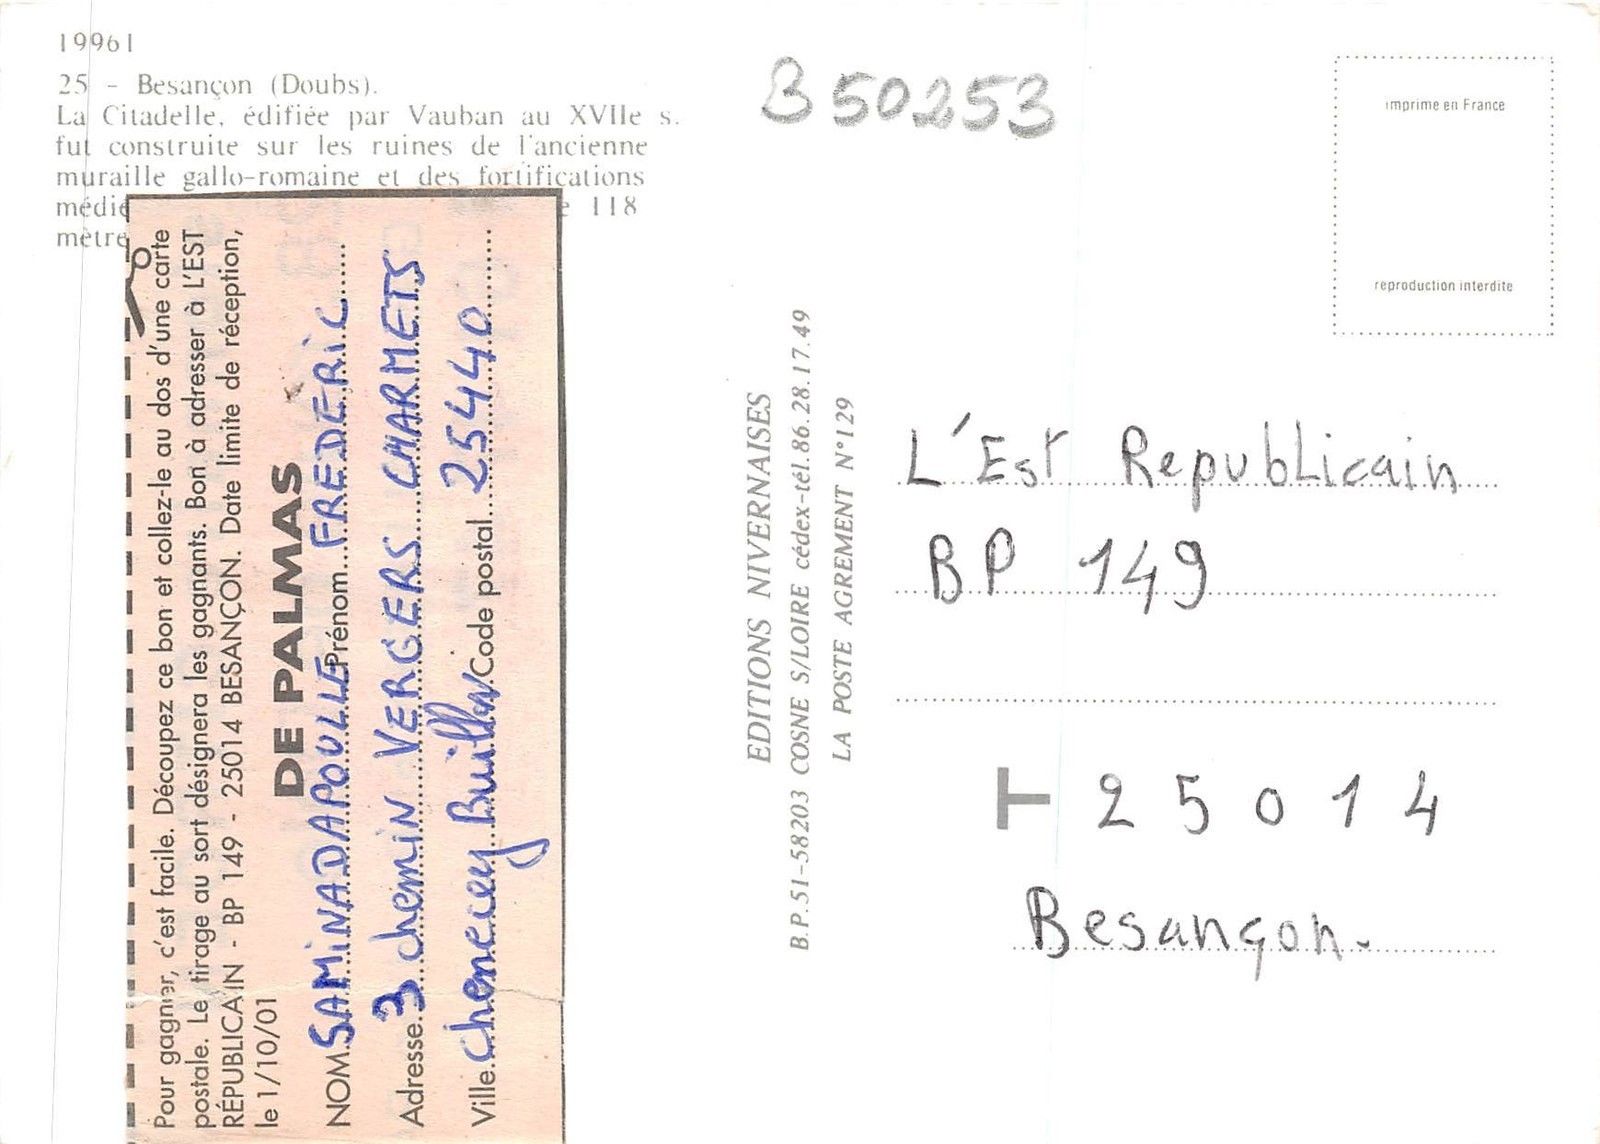 19961
25 - Besançon (Doubs).
La Citadelle, édifiée par Vauban au XVIIe s.
fut construite sur les ruines de l'ancienne
muraille gallo-romaine et des fortifications
118
B 50253
imprime en France
reproduction interdite
Pour gagner, c'est facile. Découpez ce bon et collez-le au dos d'une carte
postale. Le tirage au sort désignera les gagnants. Bon à adresser à L'EST
RÉPUBLICAIN - BP 149 - 25014 BESANÇON. Date limite de réception,
le 1/10/01
DE PALMAS
NOM SAMINADAPOULLE Prénom FREDERIC
Adresse 3 chemin VERGERS CHARMETS
Ville Chenecey Buillon Code postal 25440
EDITIONS NIVERNAISES
B.P.51-58203 COSNE S/LOIRE cédex-tél.86.28.17.49
LA POSTE AGREMENT N°129
L'Est Republicain
BP 149
T 25014
Besançon.